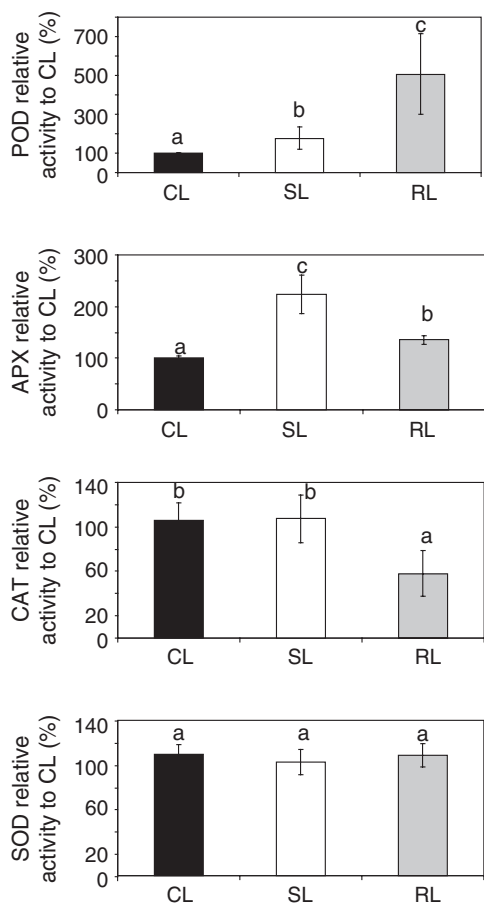 POD relative
activity to CL (%)
700
500
300
100
0
a
b
c
CL SL RL
APX relative
activity to CL (%)
300
200
100
0
a
c
b
CL SL RL
CAT relative
activity to CL (%)
140
100
60
20
0
b
b
a
CL SL RL
SOD relative
activity to CL (%)
140
100
60
20
0
a
a
a
CL SL RL